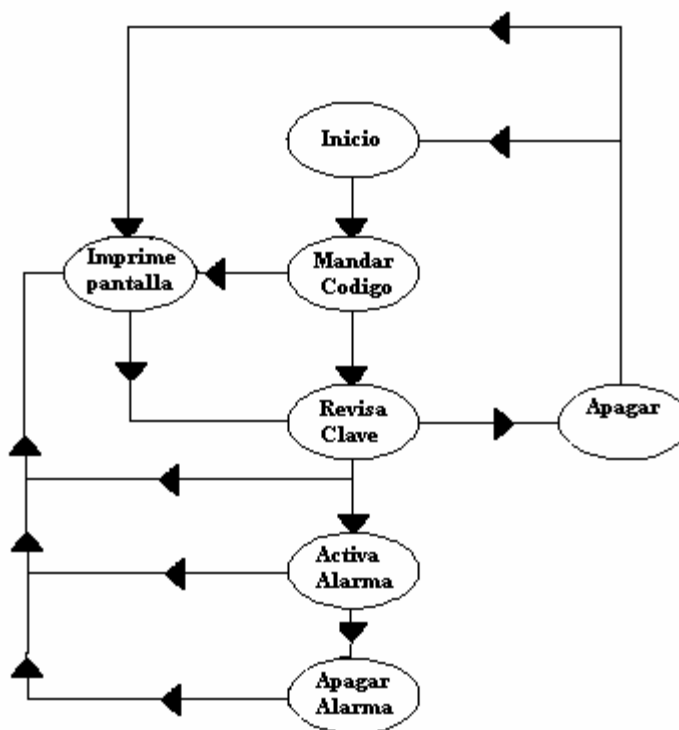 Inicio
Imprime
pantalla
Mandar
Codigo
Revisa
Clave
Apagar
Activa
Alarma
Apagar
Alarma